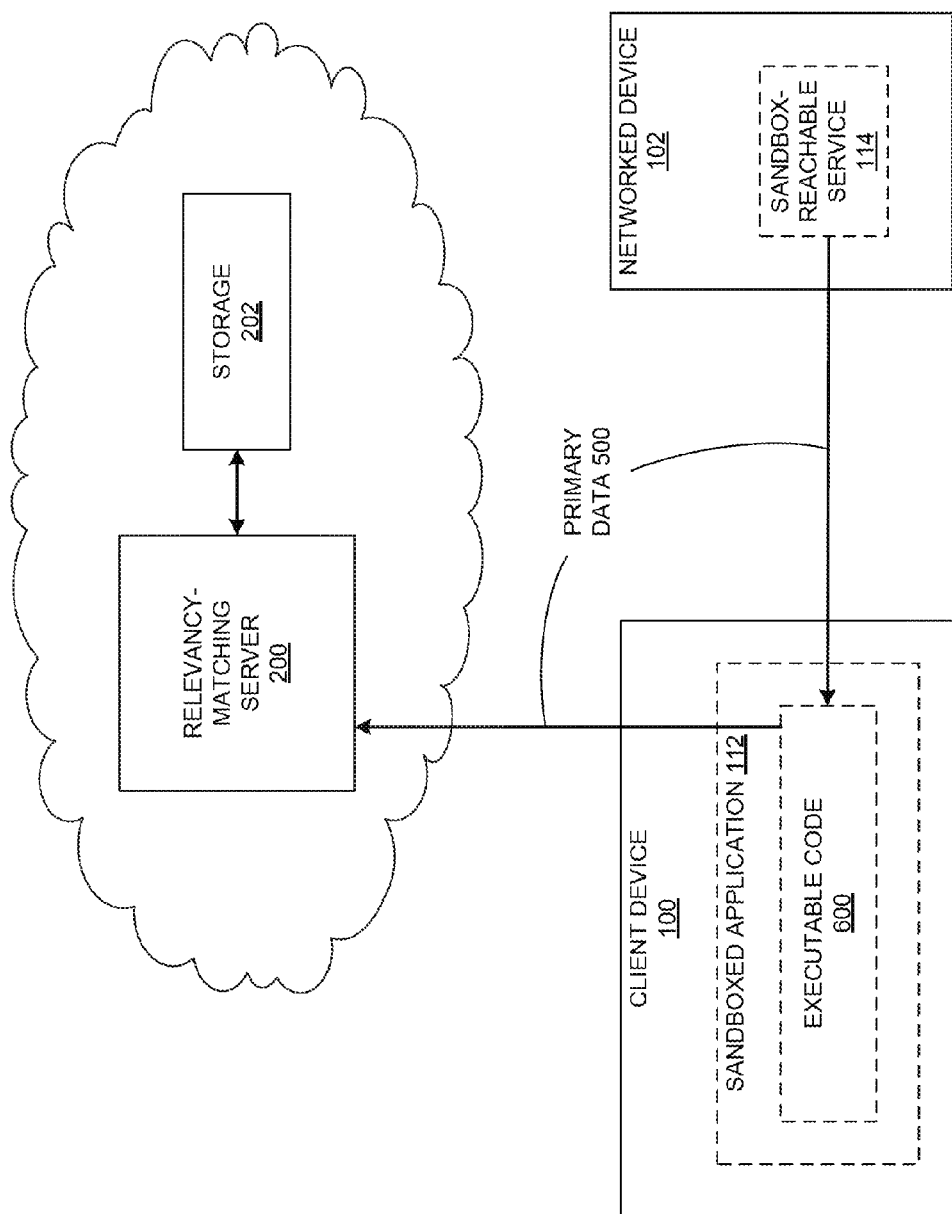 RELEVANCY-
MATCHING
SERVER
200
STORAGE
202
PRIMARY
DATA 500
CLIENT DEVICE
100
SANDBOXED APPLICATION 112
EXECUTABLE CODE
600
NETWORKED DEVICE
102
SANDBOX-
REACHABLE
SERVICE
114